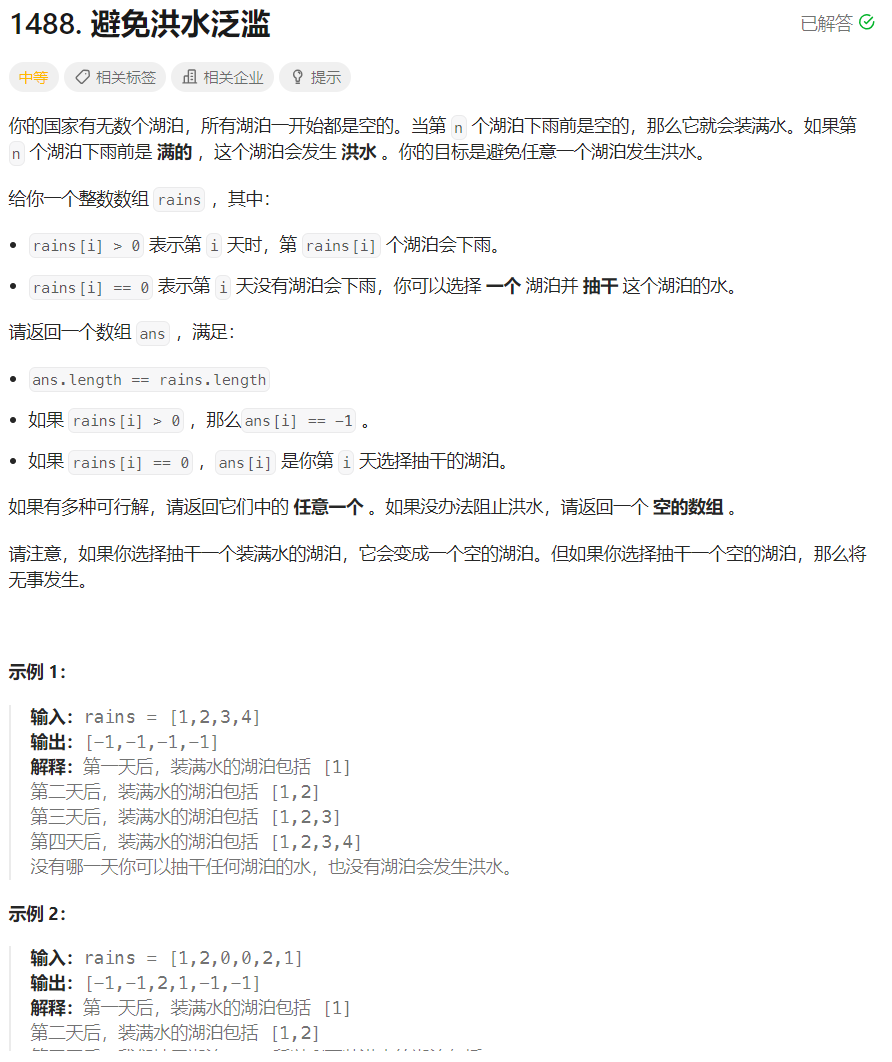 1488. 避免洪水泛滥
已解答
中等 相关标签 相关企业 提示
你的国家有无数个湖泊，所有湖泊一开始都是空的。当第 n 个湖泊下雨前是空的，那么它就会装满水。如果第
n 个湖泊下雨前是 满的 ，这个湖泊会发生 洪水 。你的目标是避免任意一个湖泊发生洪水。
给你一个整数数组 rains ，其中：
• rains[i] > 0 表示第 i 天时，第 rains[i] 个湖泊会下雨。
• rains[i] == 0 表示第 i 天没有湖泊会下雨，你可以选择 一个 湖泊并 抽干 这个湖泊的水。
请返回一个数组 ans ，满足：
• ans.length == rains.length
• 如果 rains[i] > 0 ，那么ans[i] == -1 。
• 如果 rains[i] == 0 ，ans[i] 是你第 i 天选择抽干的湖泊。
如果有多种可行解，请返回它们中的 任意一个 。如果没办法阻止洪水，请返回一个 空的数组 。
请注意，如果你选择抽干一个装满水的湖泊，它会变成一个空的湖泊。但如果你选择抽干一个空的湖泊，那么将
无事发生。
示例 1：
输入：rains = [1,2,3,4]
输出：[-1,-1,-1,-1]
解释：第一天后，装满水的湖泊包括 [1]
第二天后，装满水的湖泊包括 [1,2]
第三天后，装满水的湖泊包括 [1,2,3]
第四天后，装满水的湖泊包括 [1,2,3,4]
没有哪一天你可以抽干任何湖泊的水，也没有湖泊会发生洪水。
示例 2：
输入：rains = [1,2,0,0,2,1]
输出：[-1,-1,2,1,-1,-1]
解释：第一天后，装满水的湖泊包括 [1]
第二天后，装满水的湖泊包括 [1,2]